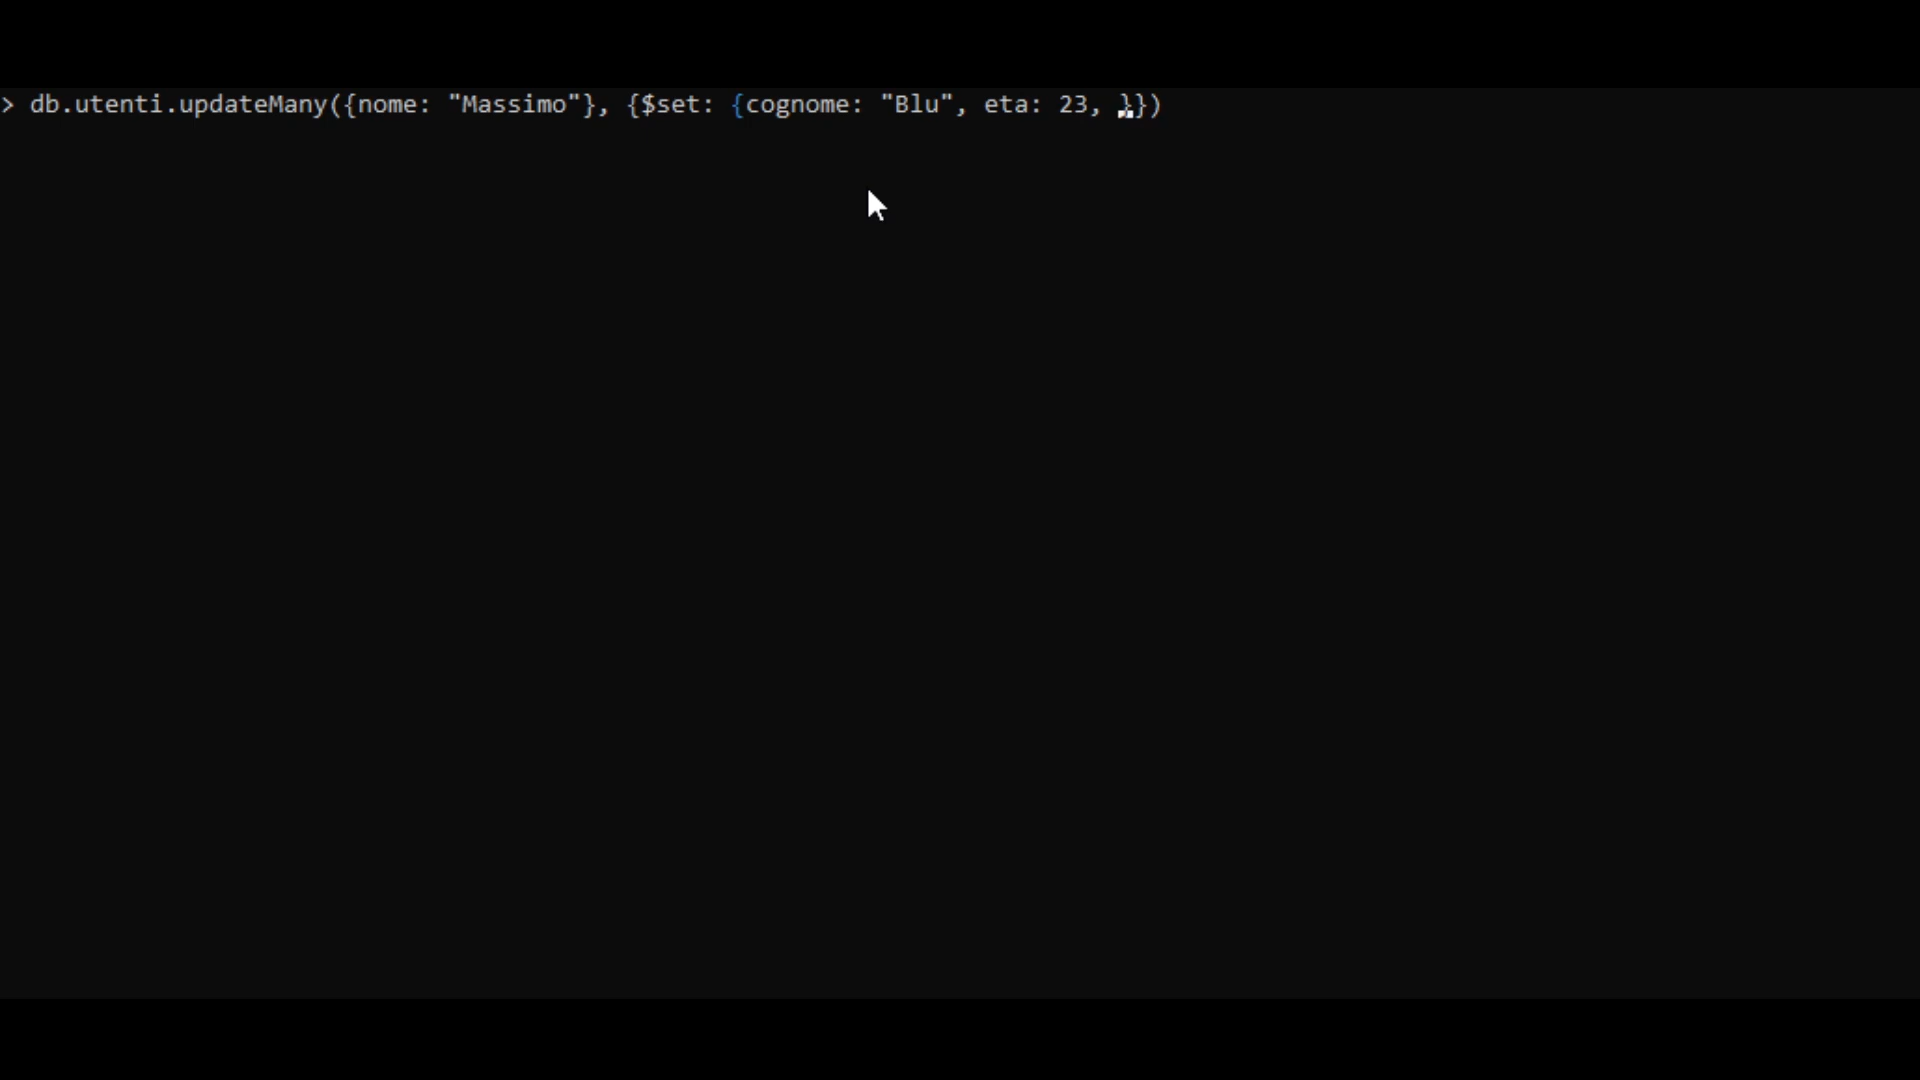 > db.utenti.updateMany({nome: "Massimo"}, {$set: {cognome: "Blu", eta: 23, }})